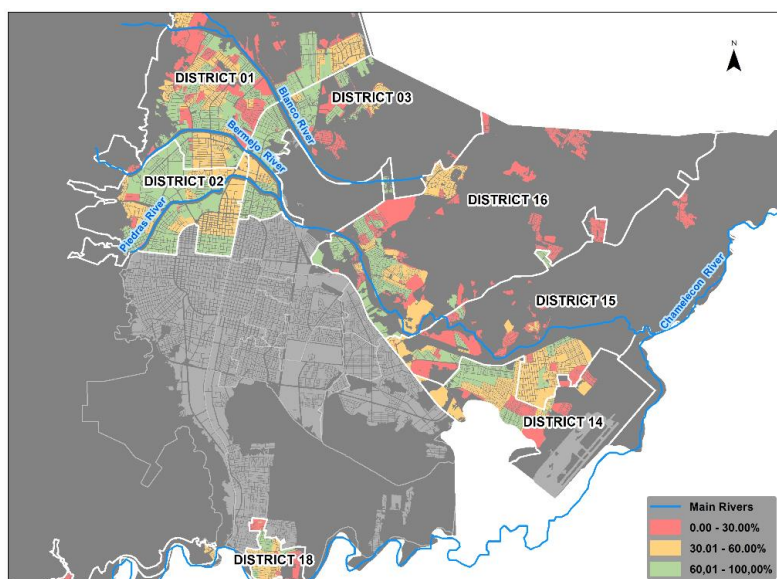 N
DISTRICT 01
DISTRICT 03
Blanco River
Bermejo River
DISTRICT 02
DISTRICT 16
Piedras River
Chamelecon River
DISTRICT 15
DISTRICT 14
DISTRICT 18
Main Rivers
0.00 - 30.00%
30.01 - 60.00%
60,01 - 100,00%